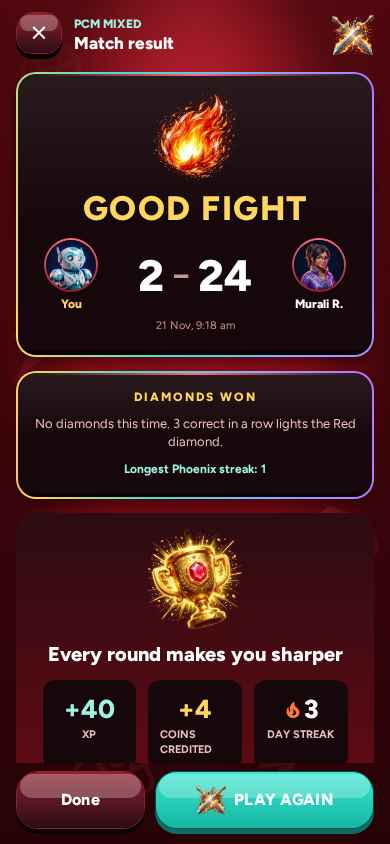 PCM MIXED
Match result
GOOD FIGHT
2 - 24
You
Murali R.
21 Nov, 9:18 am
DIAMONDS WON
No diamonds this time. 3 correct in a row lights the Red
diamond.
Longest Phoenix streak: 1
Every round makes you sharper
+40
XP
+4
COINS
CREDITED
3
DAY STREAK
Done
PLAY AGAIN